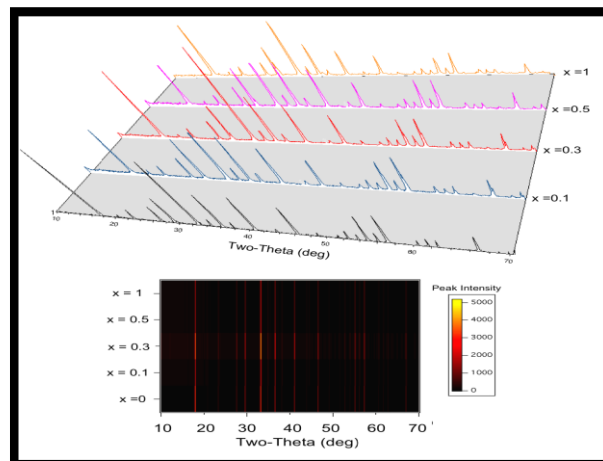 x = 1
x = 0.5
x = 0.3
x = 0.1
10
20
30
40
50
60
70
Two-Theta (deg)
Peak Intensity
x = 1
x = 0.5
x = 0.3
x = 0.1
x =0
5000
4000
3000
2000
1000
0
10 20 30 40 50 60 70
Two-Theta (deg)